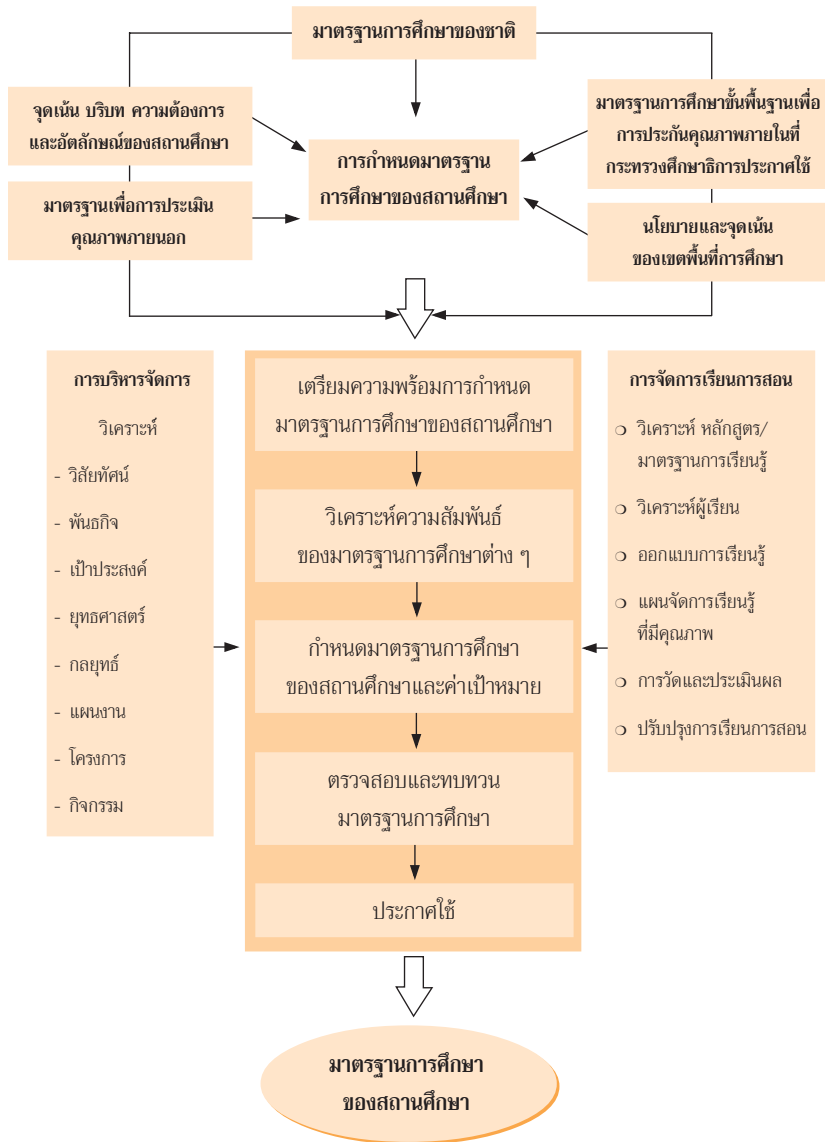 มาตรฐานการศึกษาของชาติ
จุดเน้น บริบท ความต้องการ
และอัตลักษณ์ของสถานศึกษา
มาตรฐานการศึกษาขั้นพื้นฐานเพื่อ
การประกันคุณภาพภายในที่
กระทรวงศึกษาธิการประกาศใช้
การกำหนดมาตรฐาน
การศึกษาของสถานศึกษา
มาตรฐานเพื่อการประเมิน
คุณภาพภายนอก
นโยบายและจุดเน้น
ของเขตพื้นที่การศึกษา
การบริหารจัดการ
วิเคราะห์
- วิสัยทัศน์
- พันธกิจ
- เป้าประสงค์
- ยุทธศาสตร์
- กลยุทธ์
- แผนงาน
- โครงการ
- กิจกรรม
เตรียมความพร้อมการกำหนด
มาตรฐานการศึกษาของสถานศึกษา
วิเคราะห์ความสัมพันธ์
ของมาตรฐานการศึกษาต่าง ๆ
กำหนดมาตรฐานการศึกษา
ของสถานศึกษาและค่าเป้าหมาย
ตรวจสอบและทบทวน
มาตรฐานการศึกษา
ประกาศใช้
การจัดการเรียนการสอน
❍ วิเคราะห์ หลักสูตร/
มาตรฐานการเรียนรู้
❍ วิเคราะห์ผู้เรียน
❍ ออกแบบการเรียนรู้
❍ แผนจัดการเรียนรู้
ที่มีคุณภาพ
❍ การวัดและประเมินผล
❍ ปรับปรุงการเรียนการสอน
มาตรฐานการศึกษา
ของสถานศึกษา